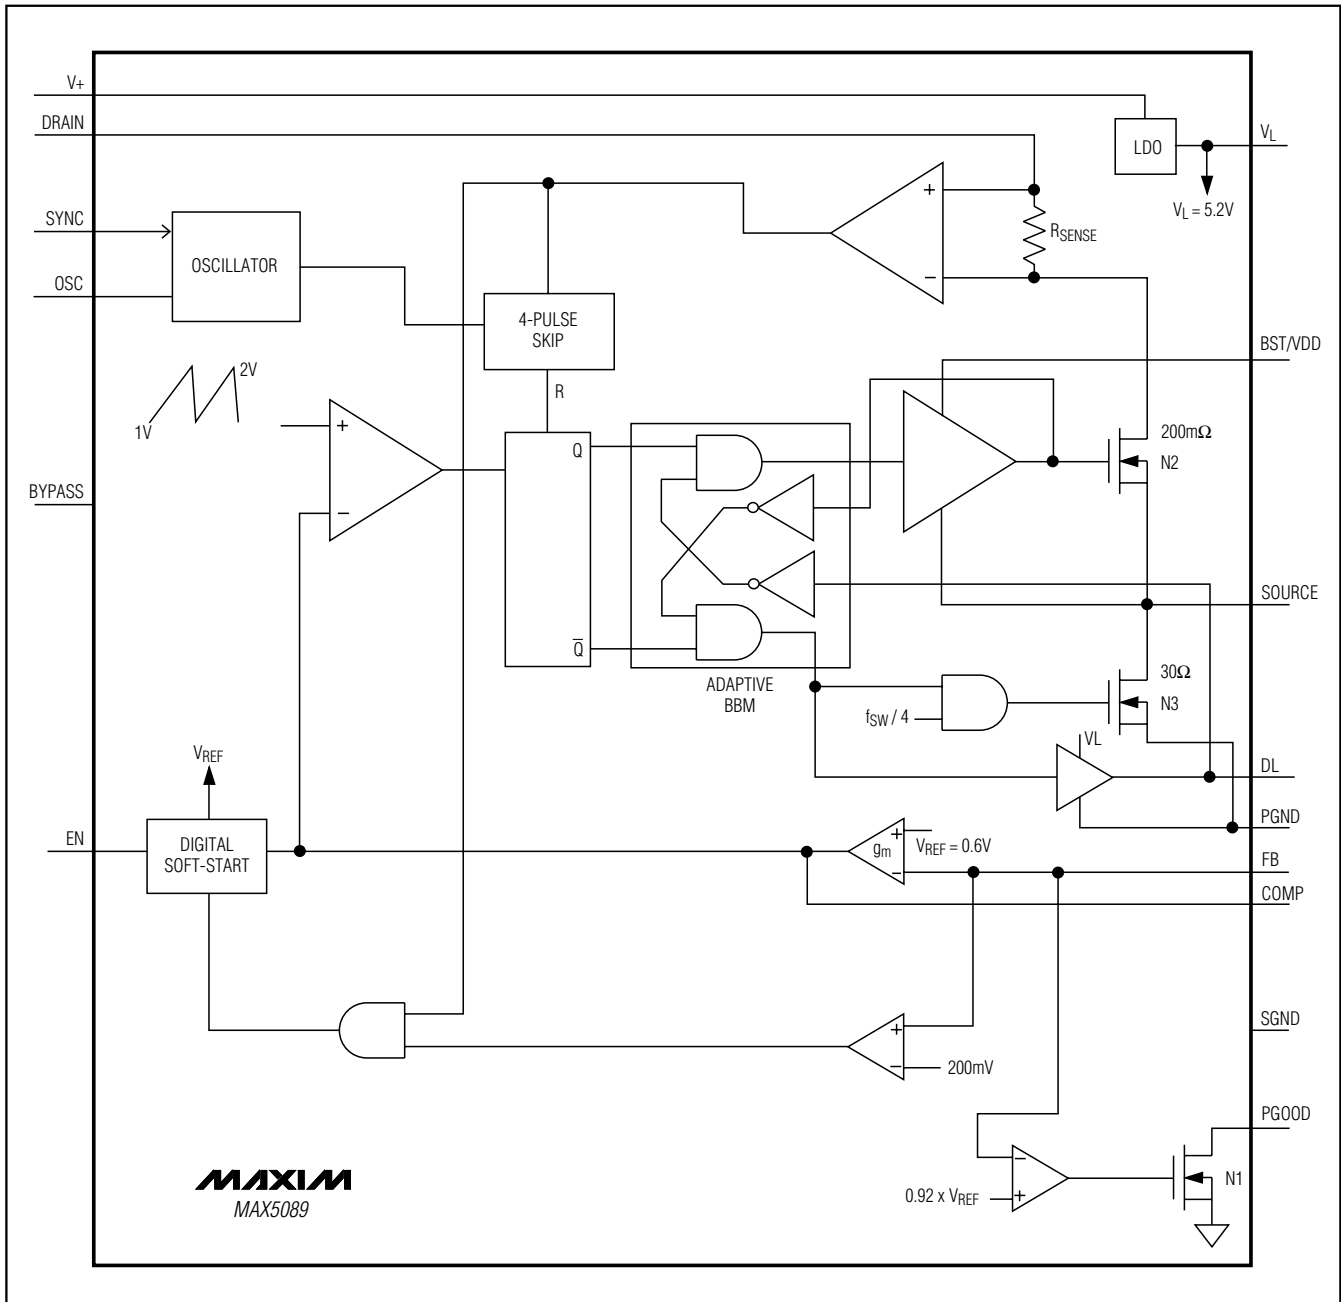 V+
DRAIN
LDO
VL
VL = 5.2V
SYNC
OSCILLATOR
OSC
+
RSENSE
−
4-PULSE
SKIP
R
BST/VDD
2V
1V
+
−
BYPASS
Q
Q̅
ADAPTIVE
BBM
200mΩ
N2
SOURCE
30Ω
N3
fSW / 4
VL
DL
PGND
VREF
EN
DIGITAL
SOFT-START
gm
+
−
VREF = 0.6V
FB
COMP
+
−
200mV
SGND
PGOOD
−
+
0.92 x VREF
N1
MAXIM
MAX5089